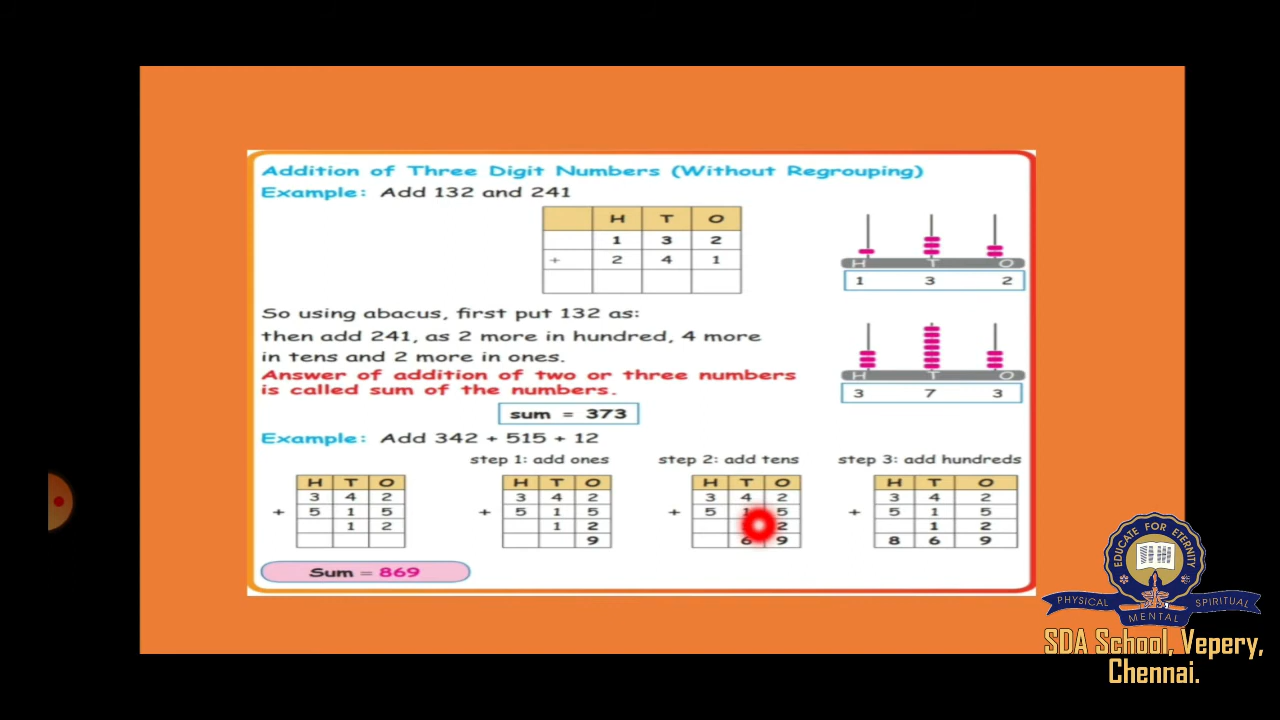 Addition of Three Digit Numbers (Without Regrouping)
Example: Add 132 and 241
H T O
1 3 2
+ 2 4 1
H T O
1 3 2
So using abacus, first put 132 as:
then add 241, as 2 more in hundred, 4 more
in tens and 2 more in ones.
H T O
3 7 3
Answer of addition of two or three numbers
is called sum of the numbers.
sum = 373
Example: Add 342 + 515 + 12
H T O
3 4 2
+ 5 1 5
1 2
step 1: add ones
H T O
3 4 2
+ 5 1 5
1 2
9
step 2: add tens
H T O
3 4 2
+ 5 1 5
2
6 9
step 3: add hundreds
H T O
3 4 2
+ 5 1 5
1 2
8 6 9
Sum = 869
EDUCATE FOR ETERNITY
PHYSICAL MENTAL SPIRITUAL
SDA School, Vepery,
Chennai.